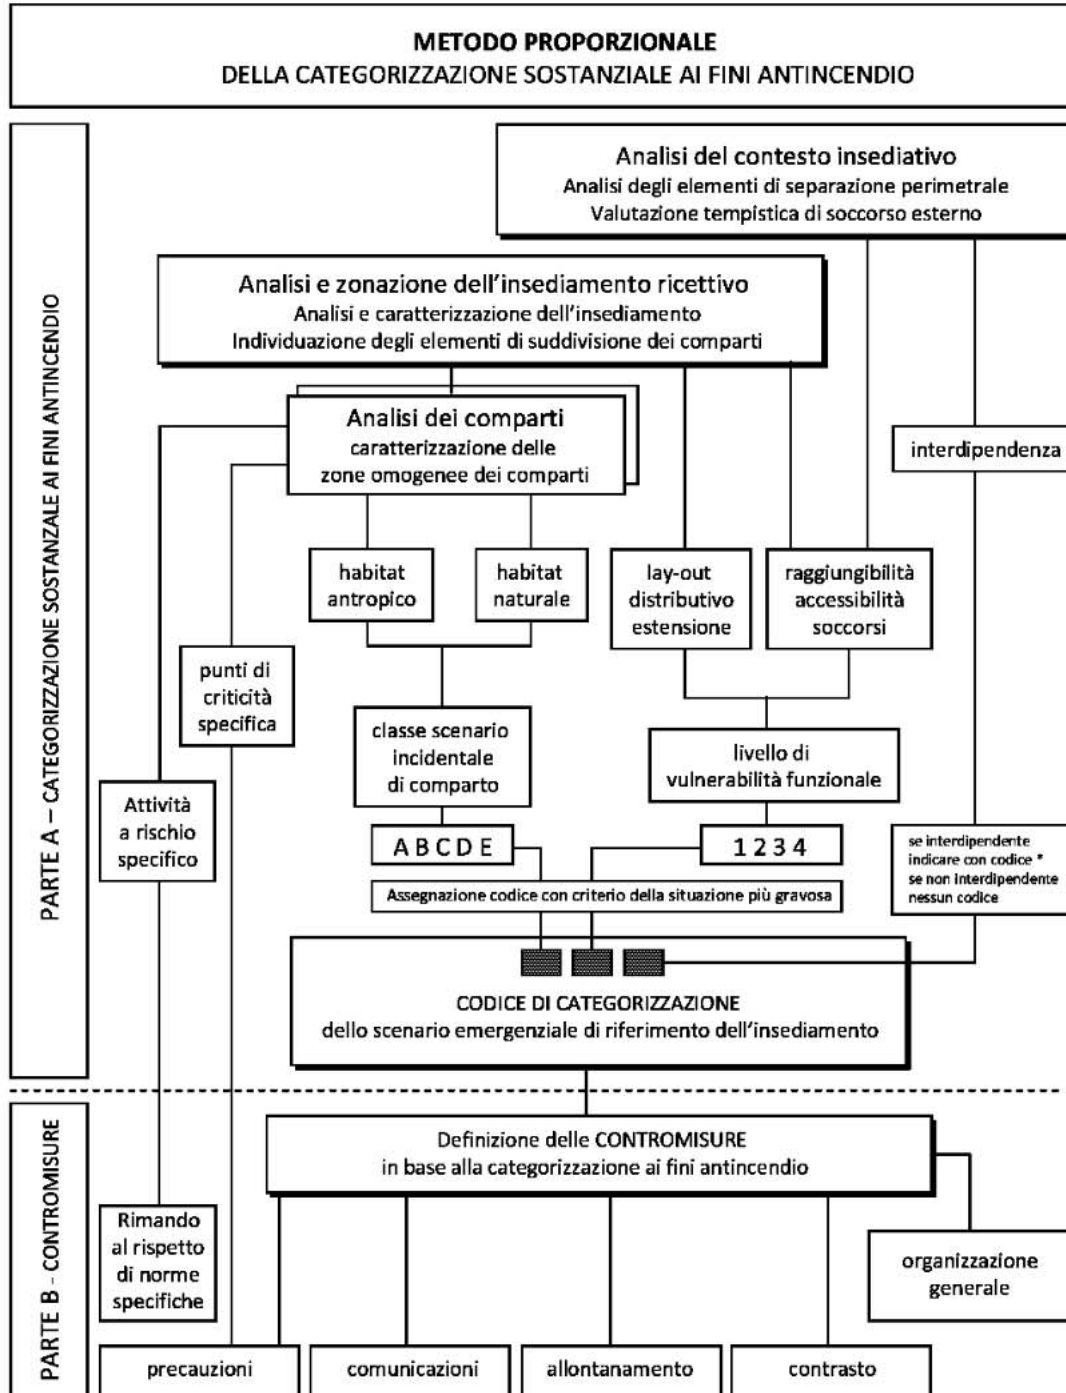 METODO PROPORZIONALE
DELLA CATEGORIZZAZIONE SOSTANZIALE AI FINI ANTINCENDIO
PARTE A – CATEGORIZZAZIONE SOSTANZALE AI FINI ANTINCENDIO
Analisi del contesto insediativo
Analisi degli elementi di separazione perimetrale
Valutazione tempistica di soccorso esterno
Analisi e zonazione dell'insediamento ricettivo
Analisi e caratterizzazione dell'insediamento
Individuazione degli elementi di suddivisione dei comparti
Analisi dei comparti
caratterizzazione delle
zone omogenee dei comparti
interdipendenza
habitat
antropico
habitat
naturale
lay-out
distributivo
estensione
raggiungibilità
accessibilità
soccorsi
punti di
criticità
specifica
classe scenario
incidentale
di comparto
livello di
vulnerabilità funzionale
Attività
a rischio
specifico
A B C D E
1 2 3 4
se interdipendente
indicare con codice *
se non interdipendente
nessun codice
Assegnazione codice con criterio della situazione più gravosa
CODICE DI CATEGORIZZAZIONE
dello scenario emergenziale di riferimento dell'insediamento
PARTE B - CONTROMISURE
Definizione delle CONTROMISURE
in base alla categorizzazione ai fini antincendio
Rimando
al rispetto
di norme
specifiche
organizzazione
generale
precauzioni
comunicazioni
allontanamento
contrasto